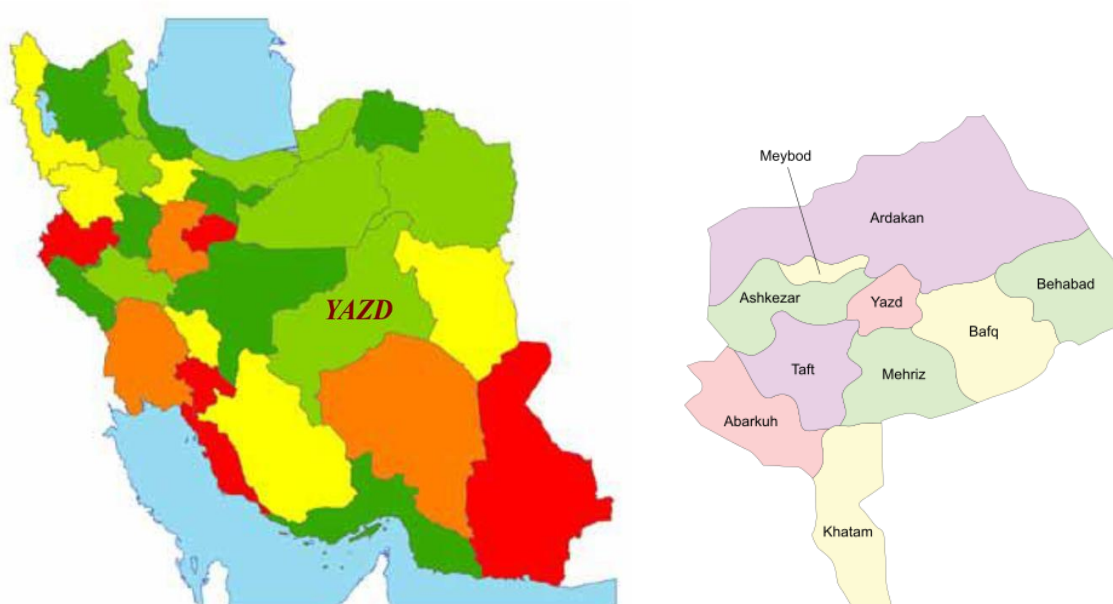 YAZD
Meybod
Ardakan
Behabad
Ashkezar
Yazd
Bafq
Taft
Mehriz
Abarkuh
Khatam